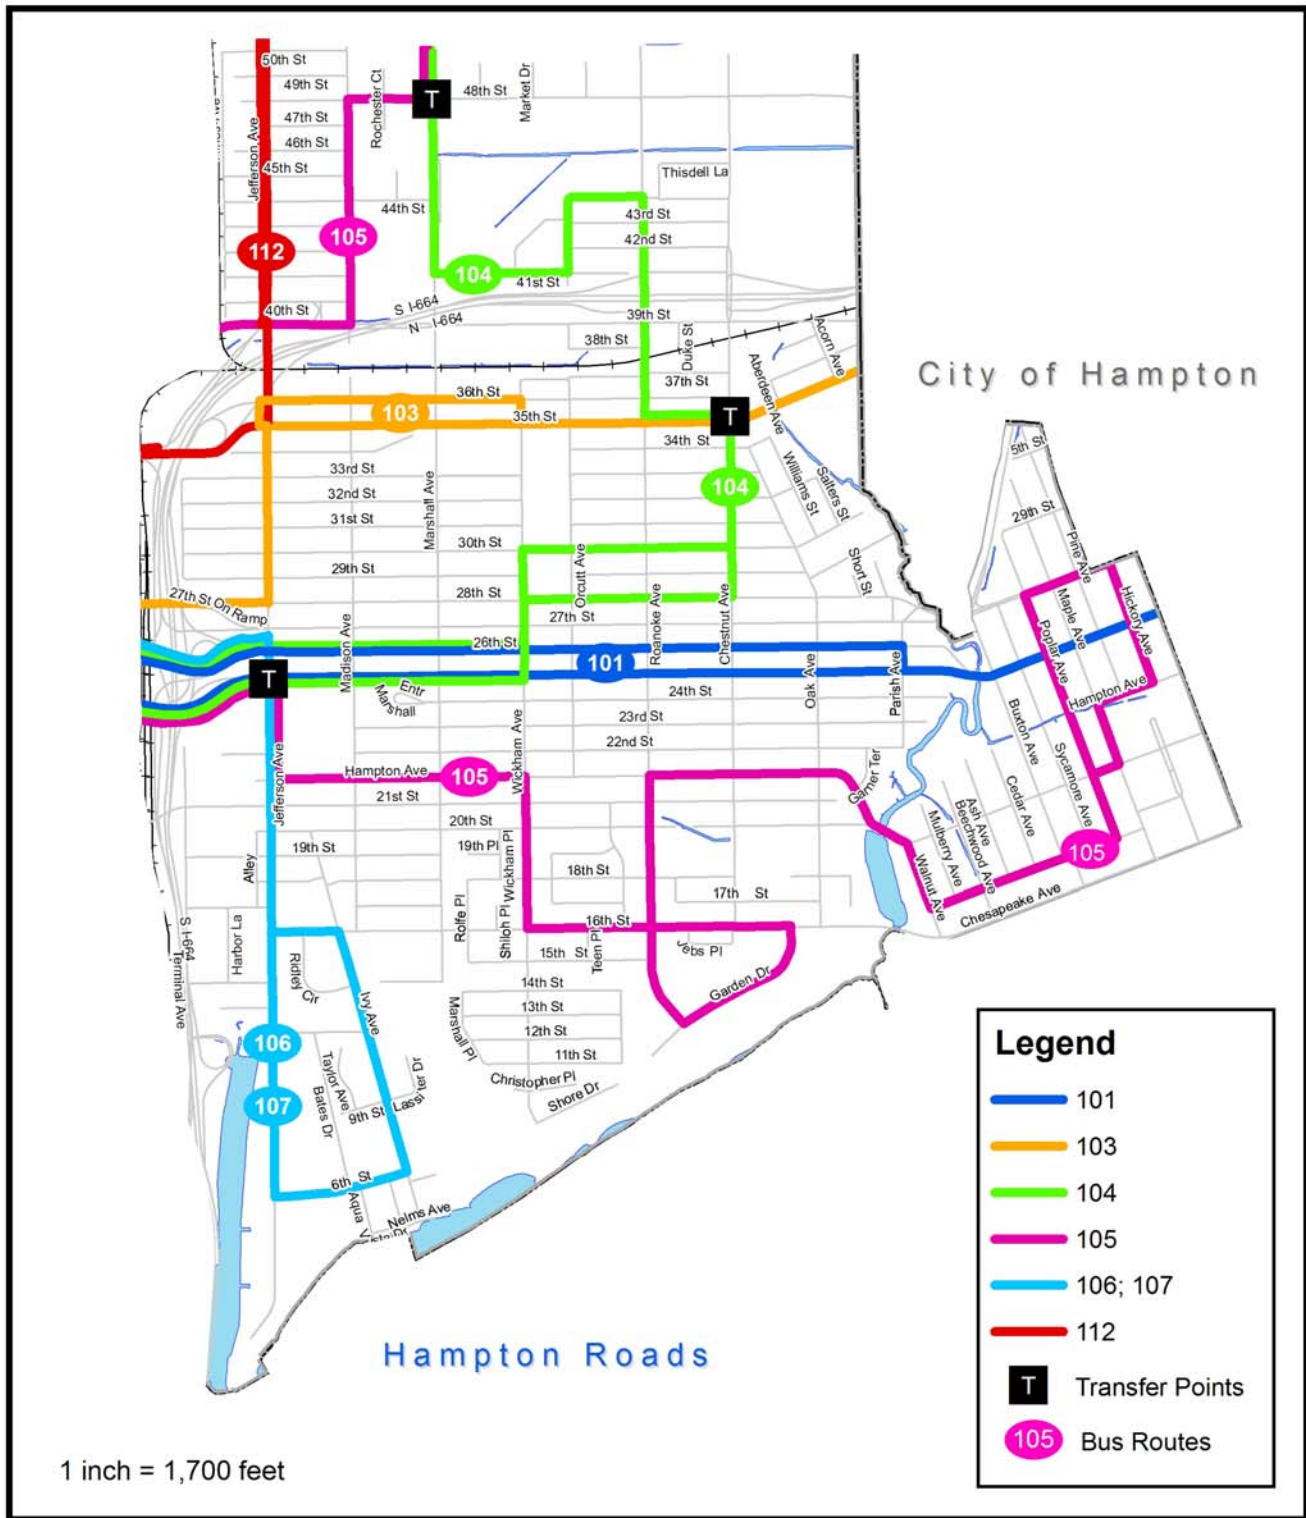 50th St
49th St
Rochester Ct
Market Dr
T
48th St
Jefferson Ave
47th St
46th St
45th St
Thisdell La
44th St
43rd St
112
105
42nd St
104
41st St
40th St
S I-664
N I-664
39th St
38th St
Duke St
Acorn Ave
Aberdeen Ave
37th St
City of Hampton
36th St
103
35th St
T
34th St
5th St
33rd St
Marshall Ave
104
Williams St
Salters St
32nd St
31st St
29th St
30th St
Orcutt Ave
Short St
Pine Ave
29th St
28th St
27th St On Ramp
27th St
Roanoke Ave
Chestnut Ave
Maple Ave
Hickory Ave
Poplar Ave
26th St
Madison Ave
101
T
Entr
Marshall
24th St
Oak Ave
Parish Ave
Hampton Ave
23rd St
Wickham Ave
Buxton Ave
22nd St
Sycamore Ave
Jefferson Ave
Hampton Ave
105
Garner Ter
21st St
Cedar Ave
Ash Ave
Beechwood Ave
Mulberry Ave
20th St
19th St
19th Pl
Wickham Pl
105
Alley
18th St
Walnut Ave
17th St
Rolfe Pl
Shiloh Pl
16th St
Chesapeake Ave
S I-664
Harbor La
Teen Pl
15th St
Jebs Pl
Terminal Ave
Ridley
Cir
Garden Dr
14th St
Ivy Ave
Marshall Pl
13th St
106
12th St
Legend
11th St
Taylor Ave
Christopher Pl
101
107
Bates Dr
9th St
Shore Dr
103
6th St
104
Aqua
Nelms Ave
105
106; 107
112
Hampton Roads
T
Transfer Points
105
Bus Routes
1 inch = 1,700 feet